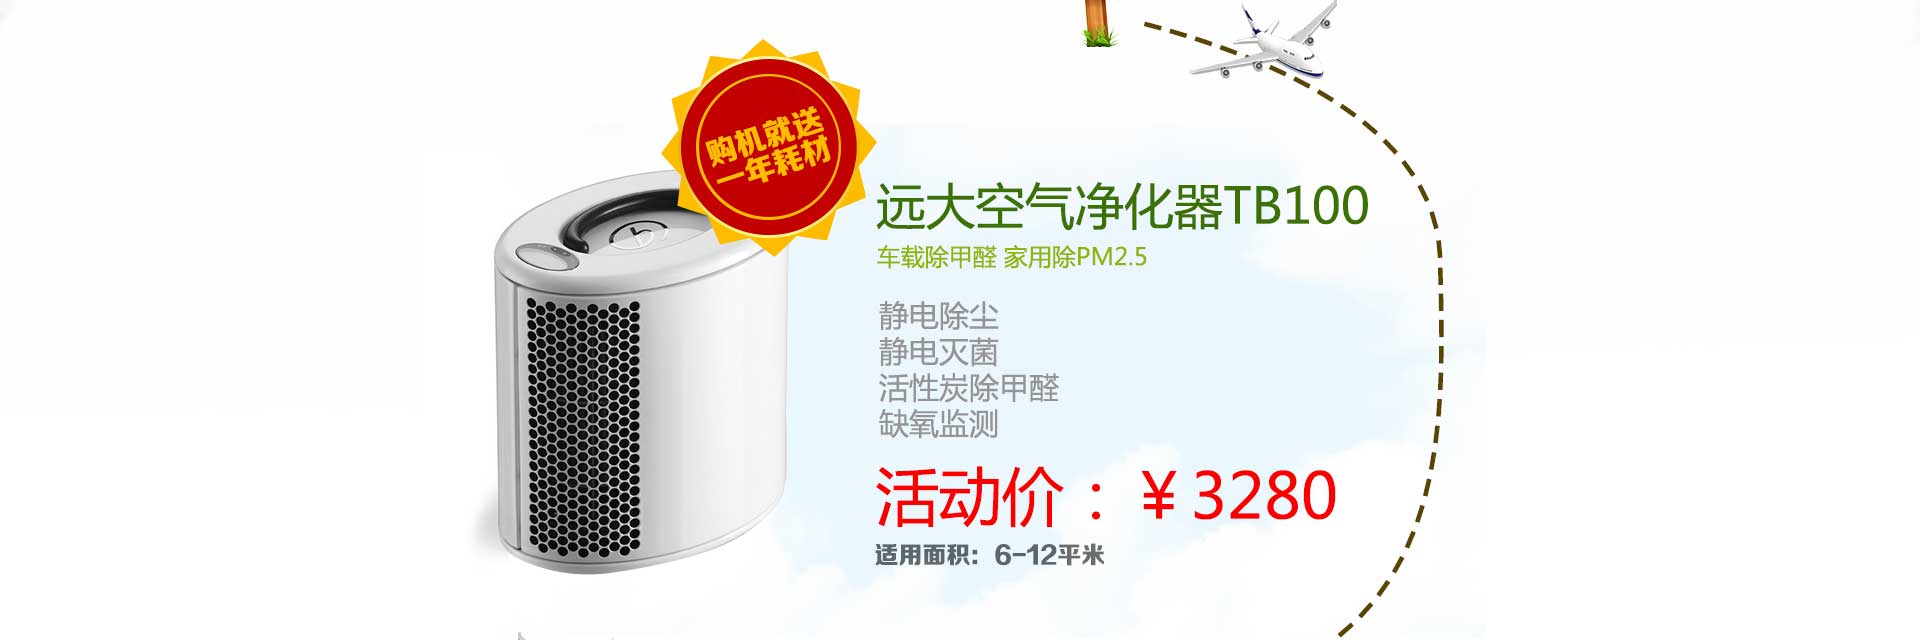 购机就送
一年耗材
远大空气净化器TB100
车载除甲醛 家用除PM2.5
静电除尘
静电灭菌
活性炭除甲醛
缺氧监测
活动价：￥3280
适用面积：6-12平米